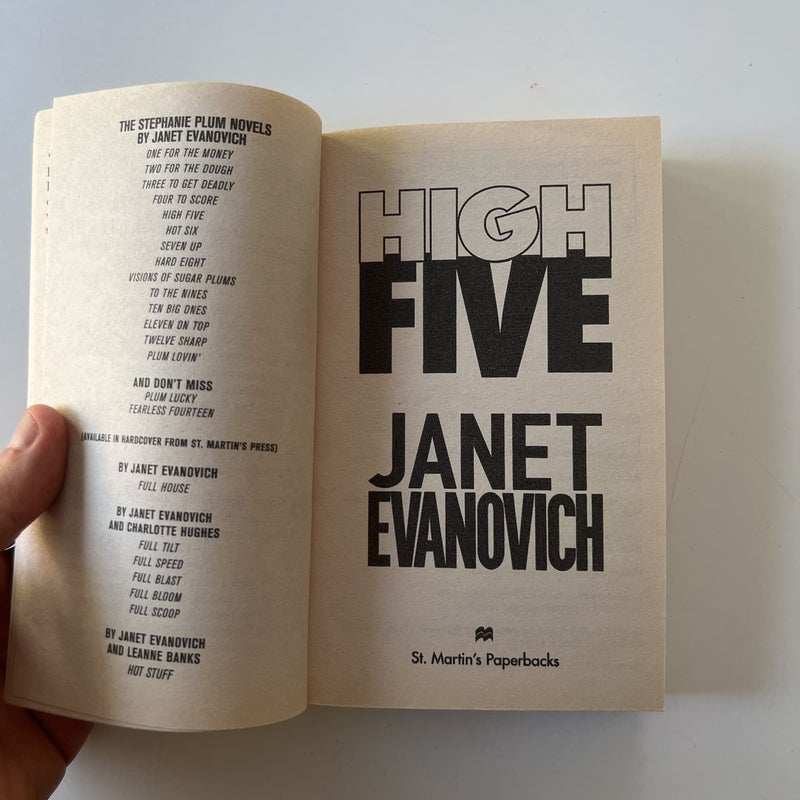 THE STEPHANIE PLUM NOVELS
BY JANET EVANOVICH
ONE FOR THE MONEY
TWO FOR THE DOUGH
THREE TO GET DEADLY
FOUR TO SCORE
HIGH FIVE
HOT SIX
SEVEN UP
HARD EIGHT
VISIONS OF SUGAR PLUMS
TO THE NINES
TEN BIG ONES
ELEVEN ON TOP
TWELVE SHARP
PLUM LOVIN'
AND DON'T MISS
PLUM LUCKY
FEARLESS FOURTEEN
(AVAILABLE IN HARDCOVER FROM ST. MARTIN'S PRESS)
BY JANET EVANOVICH
FULL HOUSE
BY JANET EVANOVICH
AND CHARLOTTE HUGHES
FULL TILT
FULL SPEED
FULL BLAST
FULL BLOOM
FULL SCOOP
BY JANET EVANOVICH
AND LEANNE BANKS
HOT STUFF
HIGH
FIVE
JANET
EVANOVICH
St. Martin's Paperbacks